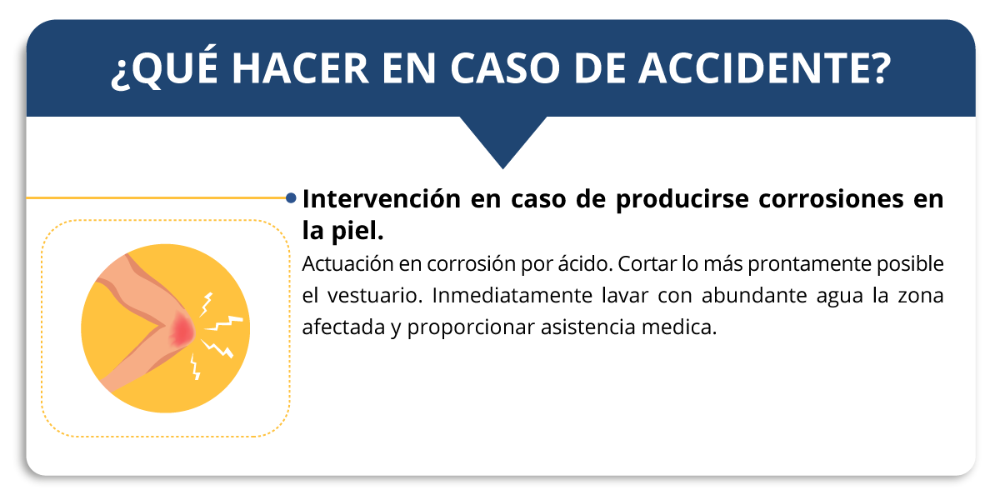 ¿QUÉ HACER EN CASO DE ACCIDENTE?
Intervención en caso de producirse corrosiones en
la piel.
Actuación en corrosión por ácido. Cortar lo más prontamente posible
el vestuario. Inmediatamente lavar con abundante agua la zona
afectada y proporcionar asistencia medica.